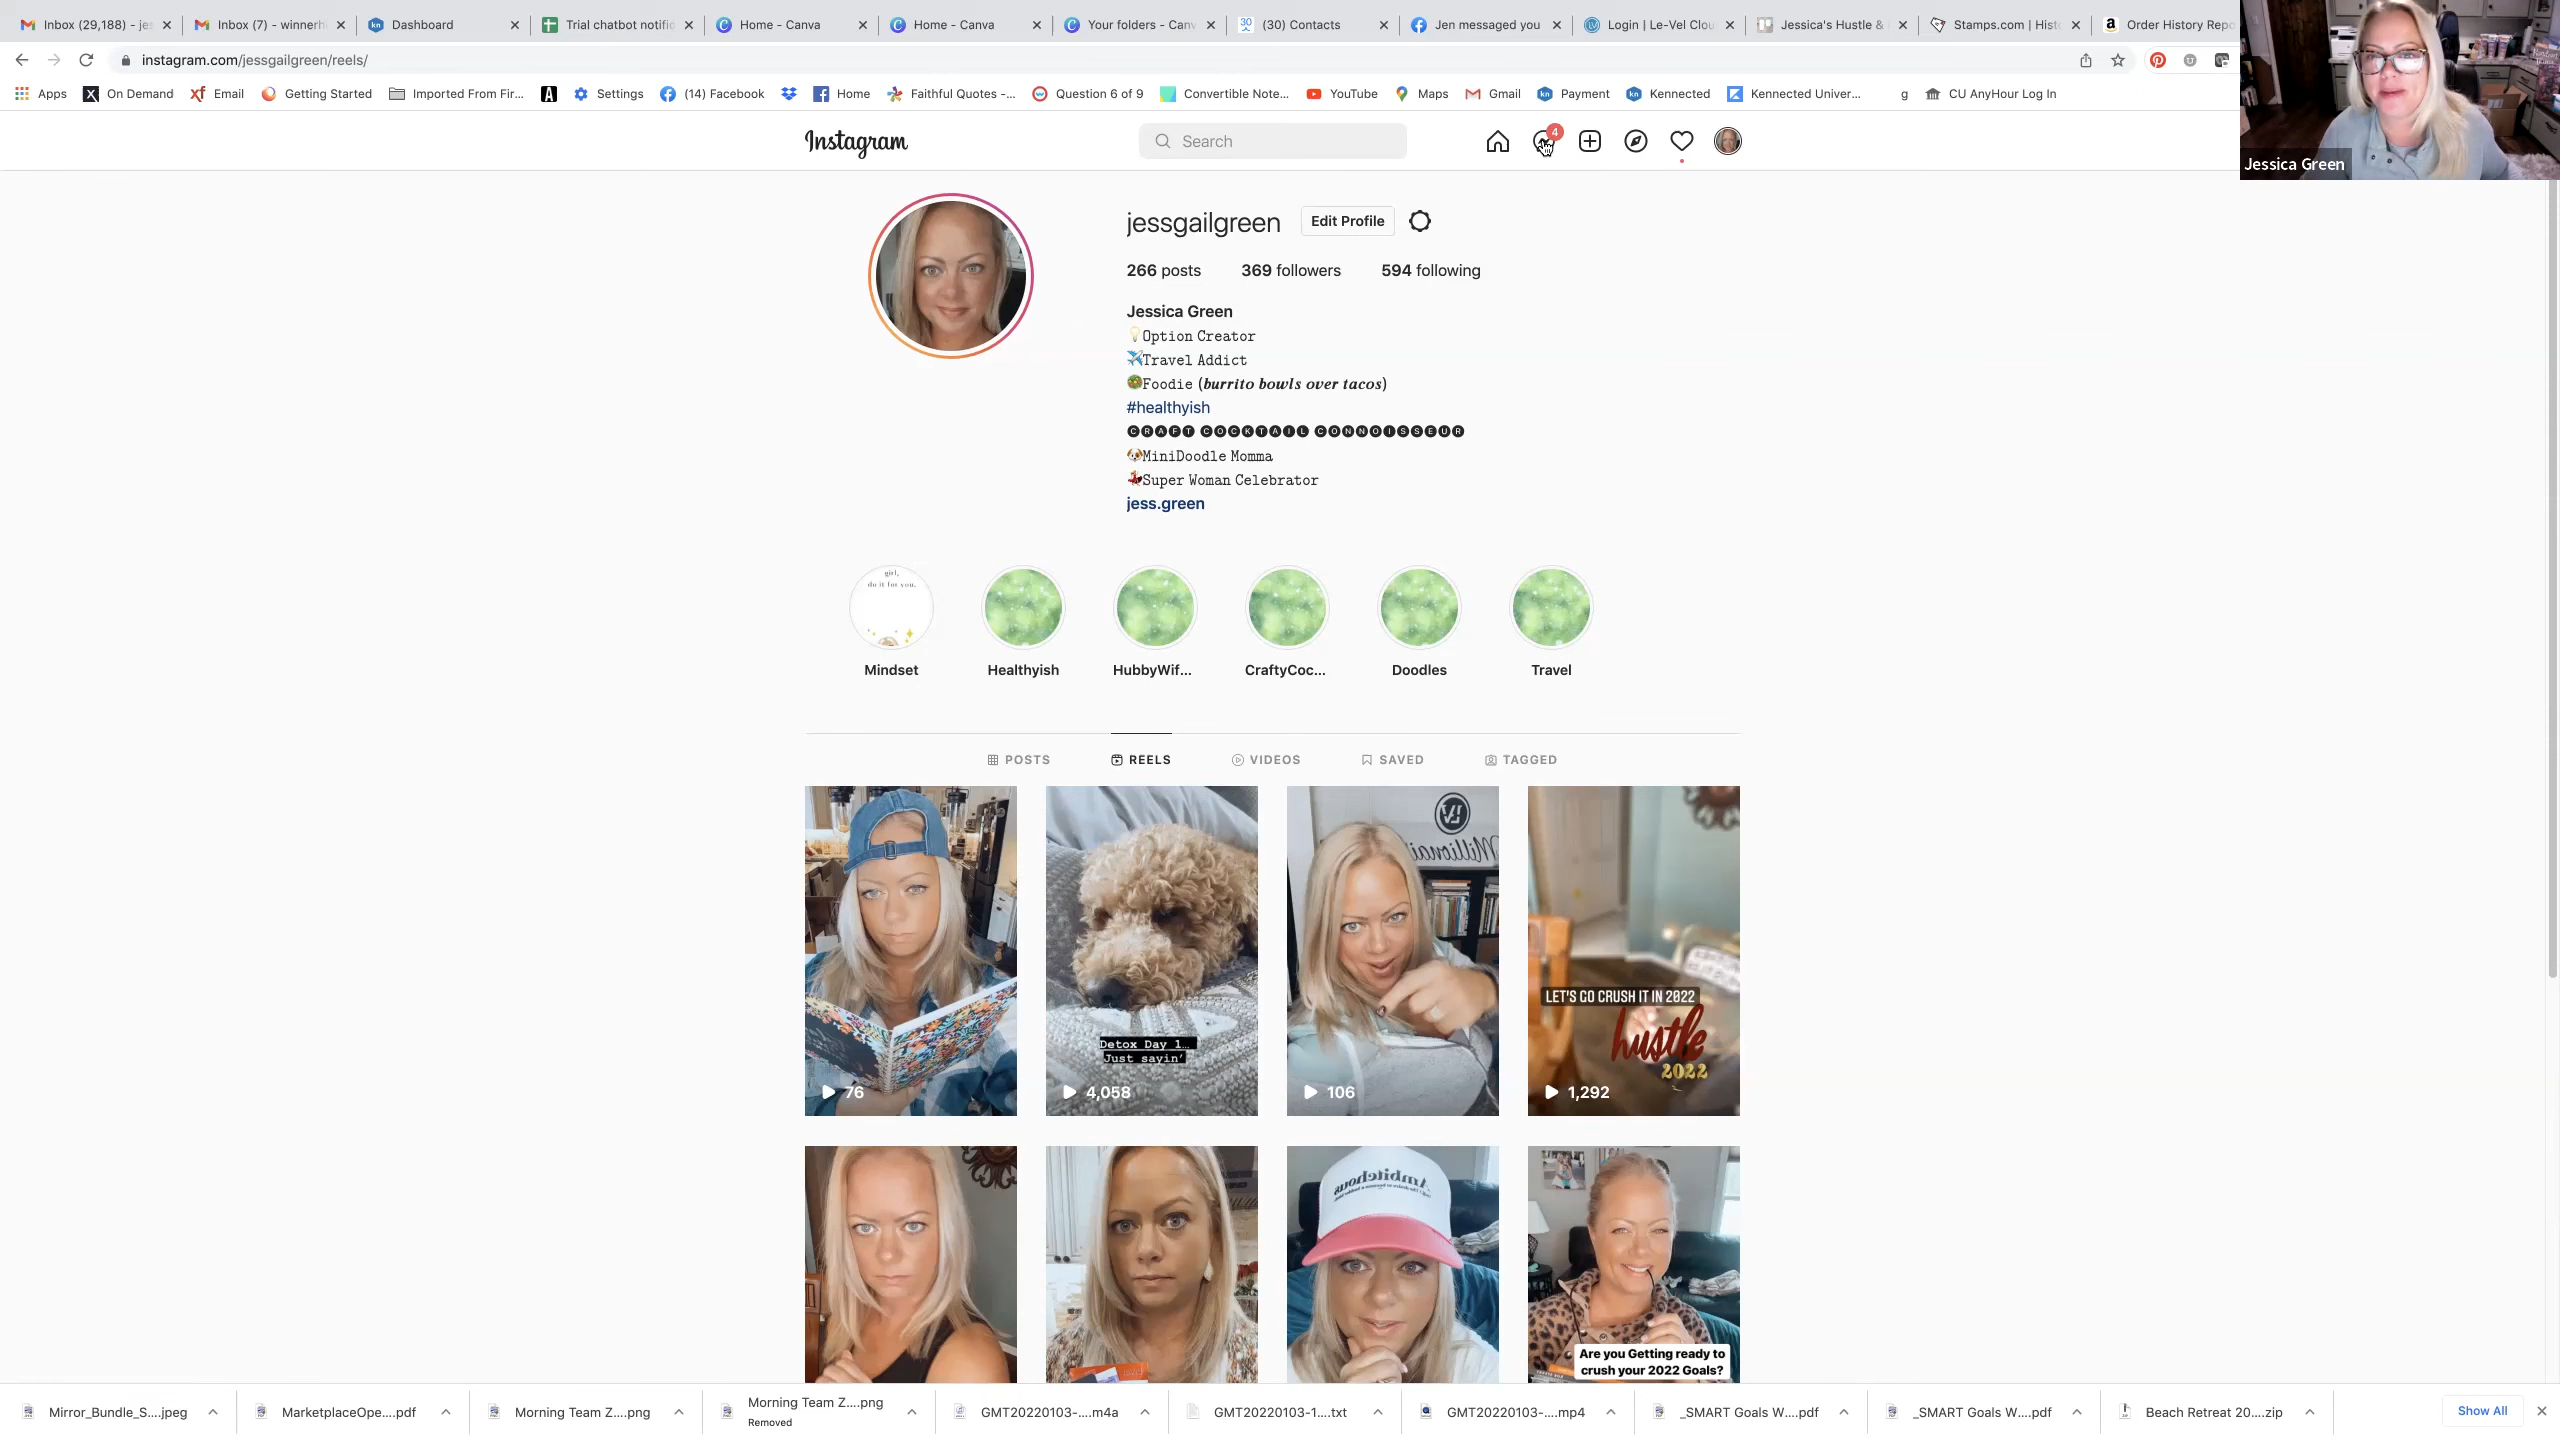 Inbox (29,188) - jes
Inbox (7) - winnerh
Dashboard
Trial chatbot notific
Home - Canva
Home - Canva
Your folders - Canv
(30) Contacts
Jen messaged you
Login | Le-Vel Clou
Jessica's Hustle &
Stamps.com | Histo
Order History Repo
instagram.com/jessgailgreen/reels/
Apps
On Demand
Email
Getting Started
Imported From Fir...
Settings
(14) Facebook
Home
Faithful Quotes -...
Question 6 of 9
Convertible Note...
YouTube
Maps
Gmail
Payment
Kennected
Kennected Univer...
g
CU AnyHour Log In
Jessica Green
Instagram
Search
4
jessgailgreen
Edit Profile
266 posts 369 followers 594 following
Jessica Green
💡Option Creator
✈️Travel Addict
🥗Foodie (burrito bowls over tacos)
#healthyish
🅒🅡🅐🅕🅣 🅒🅞🅒🅚🅣🅐🅘🅛 🅒🅞🅝🅝🅞🅘🅢🅢🅔🅤🅡
🐶MiniDoodle Momma
💃Super Woman Celebrator
jess.green
girl,
do it for you.
Mindset
Healthyish
HubbyWif...
CraftyCoc...
Doodles
Travel
POSTS
REELS
VIDEOS
SAVED
TAGGED
76
Detox Day 1...
Just sayin'
4,058
106
LET'S GO CRUSH IT IN 2022
hustle
2022
1,292
Ambitchous
Are you Getting ready to
crush your 2022 Goals?
Mirror_Bundle_S....jpeg
MarketplaceOpe....pdf
Morning Team Z....png
Morning Team Z....png
Removed
GMT20220103-....m4a
GMT20220103-1....txt
GMT20220103-....mp4
_SMART Goals W....pdf
_SMART Goals W....pdf
Beach Retreat 20....zip
Show All